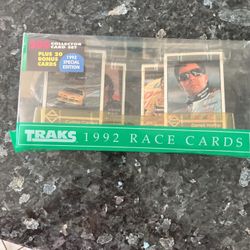 COLLECTOR
CARD SET
PLUS 20
BONUS
CARDS
1992
SPECIAL
EDITION
TRAKS 1992 RACE CARDS